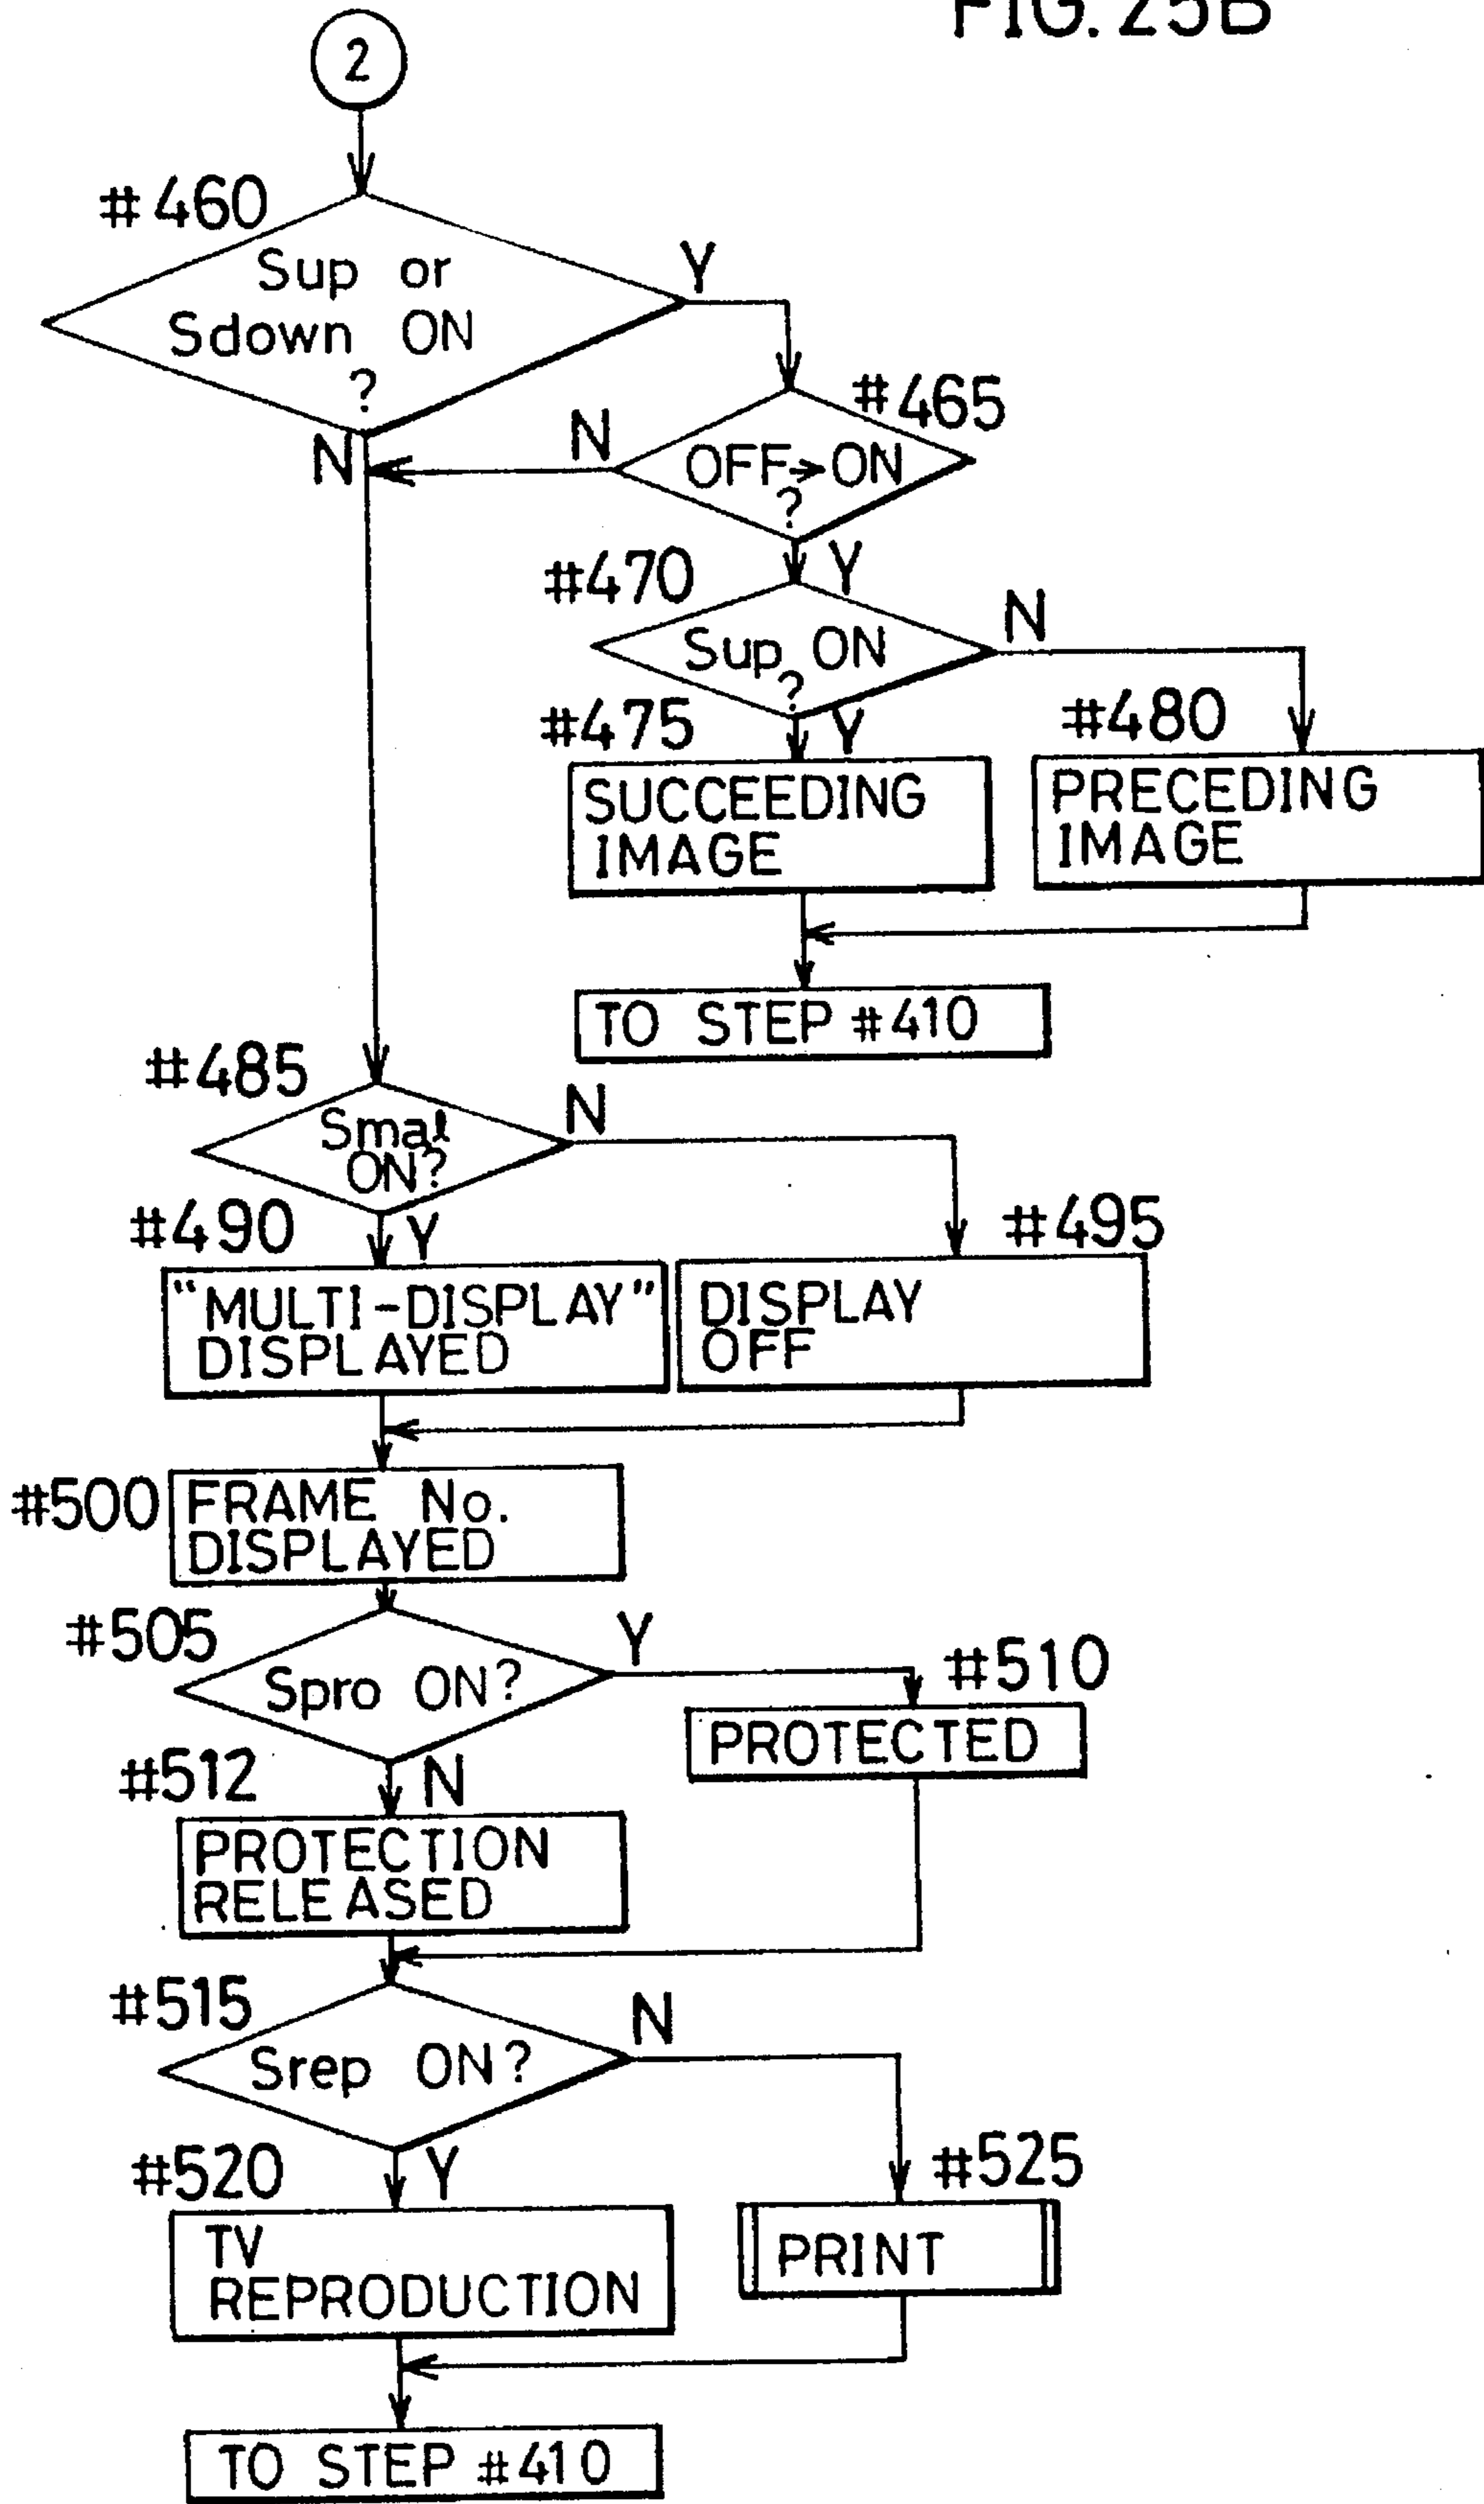 FIG. 25B
2
#460
Sup or
Sdown ON
?
Y
N
#465
OFF>ON
?
N
Y
#470
Sup ON
?
N
Y
#475
SUCCEEDING
IMAGE
#480
PRECEDING
IMAGE
TO STEP #410
#485
Smal
ON?
N
Y
#490
"MULTI-DISPLAY"
DISPLAYED
#495
DISPLAY
OFF
#500
FRAME No.
DISPLAYED
#505
Spro ON?
Y
N
#510
PROTECTED
#512
PROTECTION
RELEASED
#515
Srep ON?
N
Y
#520
TV
REPRODUCTION
#525
PRINT
TO STEP #410